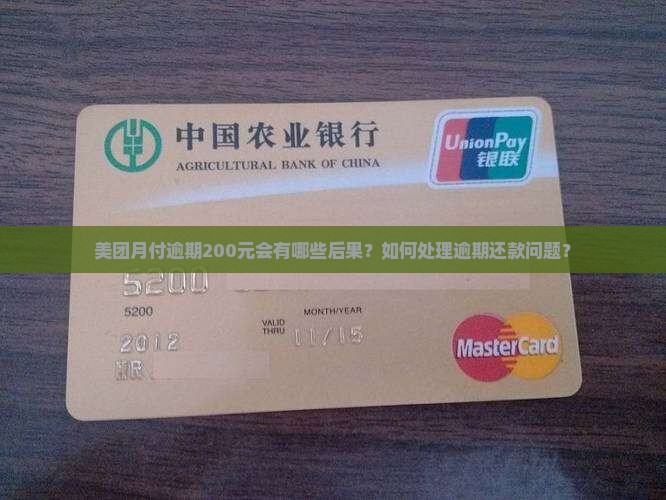 中国农业银行
AGRICULTURAL BANK OF CHINA
UnionPay
银联
美团月付逾期200元会有哪些后果？如何处理逾期还款问题？
5200
5200
MONTH/YEAR
VALID
THRU
11/15
2012
MR
MasterCard